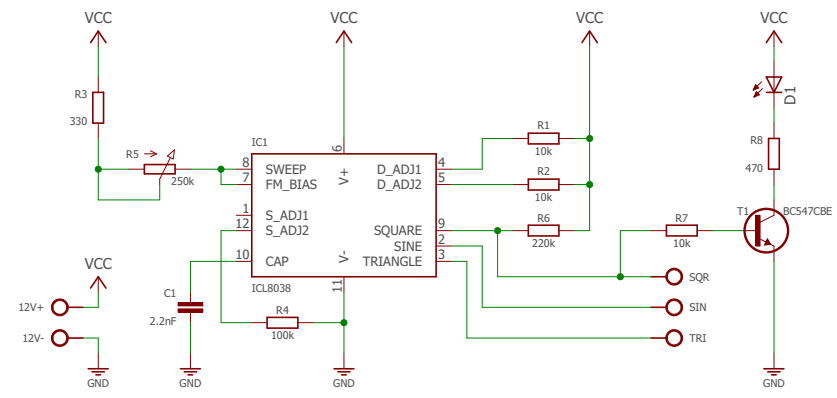 VCC VCC VCC VCC
R3
330
R5
250k
IC1
6
8 SWEEP V+ D_ADJ1 4
7 FM_BIAS D_ADJ2 5
1 S_ADJ1
12 S_ADJ2 SQUARE 9
SINE 2
10 CAP V- TRIANGLE 3
ICL8038
11
R1
10k
R2
10k
R6
220k
D1
R8
470
T1 BC547CBE
R7
10k
SQR
SIN
TRI
VCC
12V+
12V-
C1
2.2nF
R4
100k
GND GND GND GND